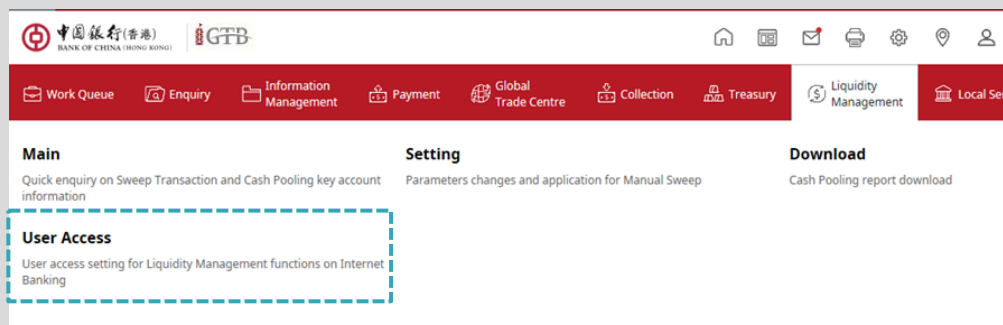 中國銀行(香港)
BANK OF CHINA (HONG KONG)
iGTB
Work Queue
Enquiry
Information
Management
Payment
Global
Trade Centre
Collection
Treasury
Liquidity
Management
Local Ser
Main
Quick enquiry on Sweep Transaction and Cash Pooling key account
information
Setting
Parameters changes and application for Manual Sweep
Download
Cash Pooling report download
User Access
User access setting for Liquidity Management functions on Internet
Banking